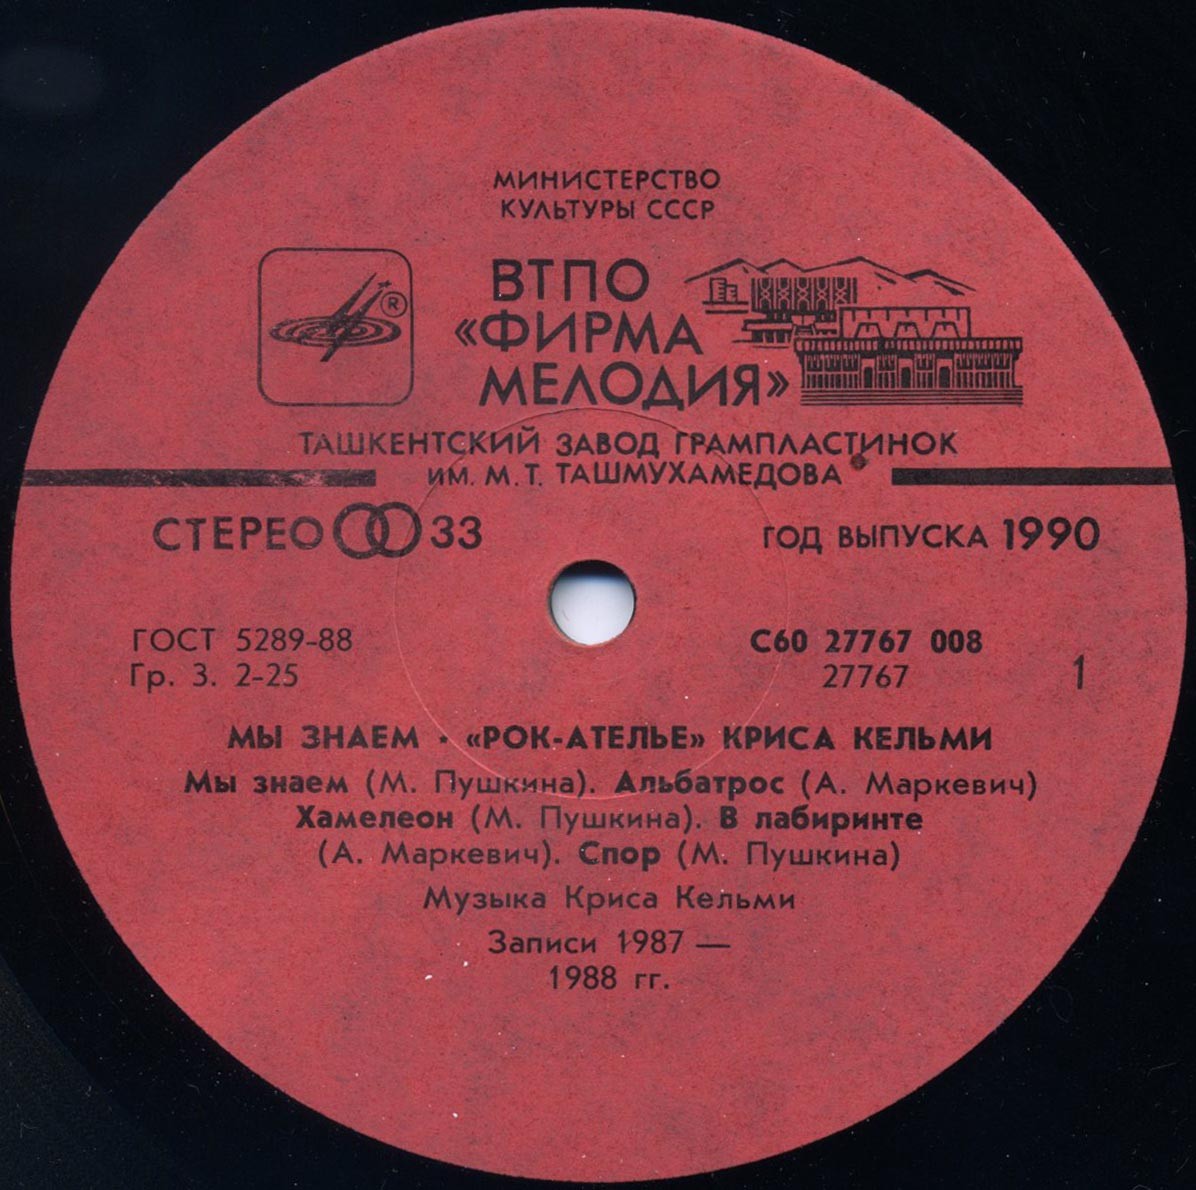 МИНИСТЕРСТВО
КУЛЬТУРЫ СССР
ВТПО
«ФИРМА
МЕЛОДИЯ»
®
ТАШКЕНТСКИЙ ЗАВОД ГРАМПЛАСТИНОК
ИМ. М. Т. ТАШМУХАМЕДОВА
СТЕРЕО 33
ГОД ВЫПУСКА 1990
ГОСТ 5289-88
Гр. 3. 2-25
С60 27767 008
27767
1
МЫ ЗНАЕМ · «РОК-АТЕЛЬЕ» КРИСА КЕЛЬМИ
Мы знаем (М. Пушкина). Альбатрос (А. Маркевич)
Хамелеон (М. Пушкина). В лабиринте
(А. Маркевич). Спор (М. Пушкина)
Музыка Криса Кельми
Записи 1987 —
1988 гг.